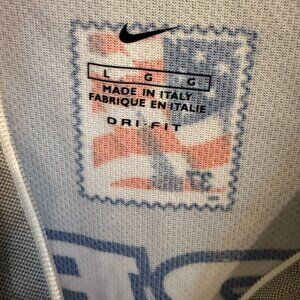 L G G
MADE IN ITALY
FABRIQUE EN ITALIE
DRI-FIT